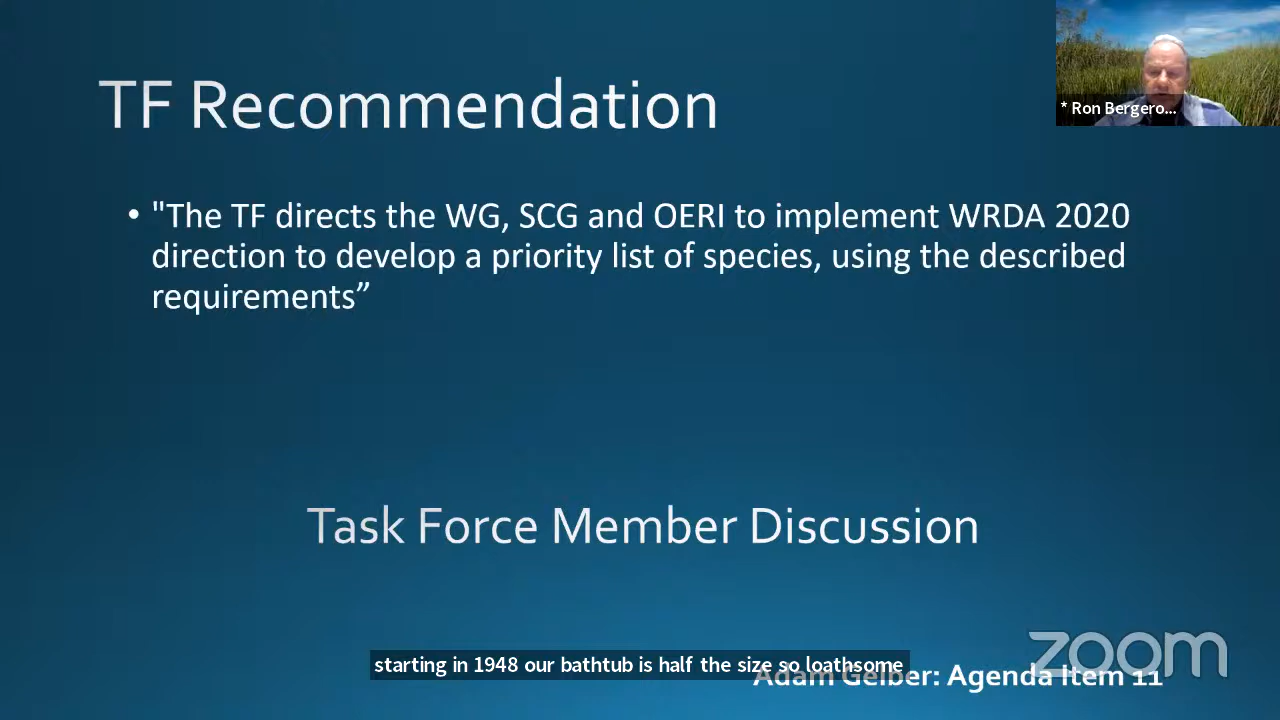 TF Recommendation
* Ron Bergero...
• "The TF directs the WG, SCG and OERI to implement WRDA 2020
direction to develop a priority list of species, using the described
requirements”
Task Force Member Discussion
starting in 1948 our bathtub is half the size so loathsome
zoom
Adam Gelber: Agenda Item 11